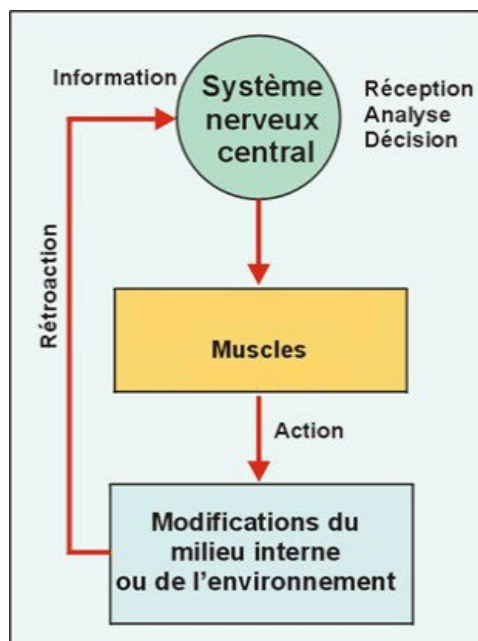 Information
Système
nerveux
central
Réception
Analyse
Décision
Rétroaction
Muscles
Action
Modifications du
milieu interne
ou de l'environnement